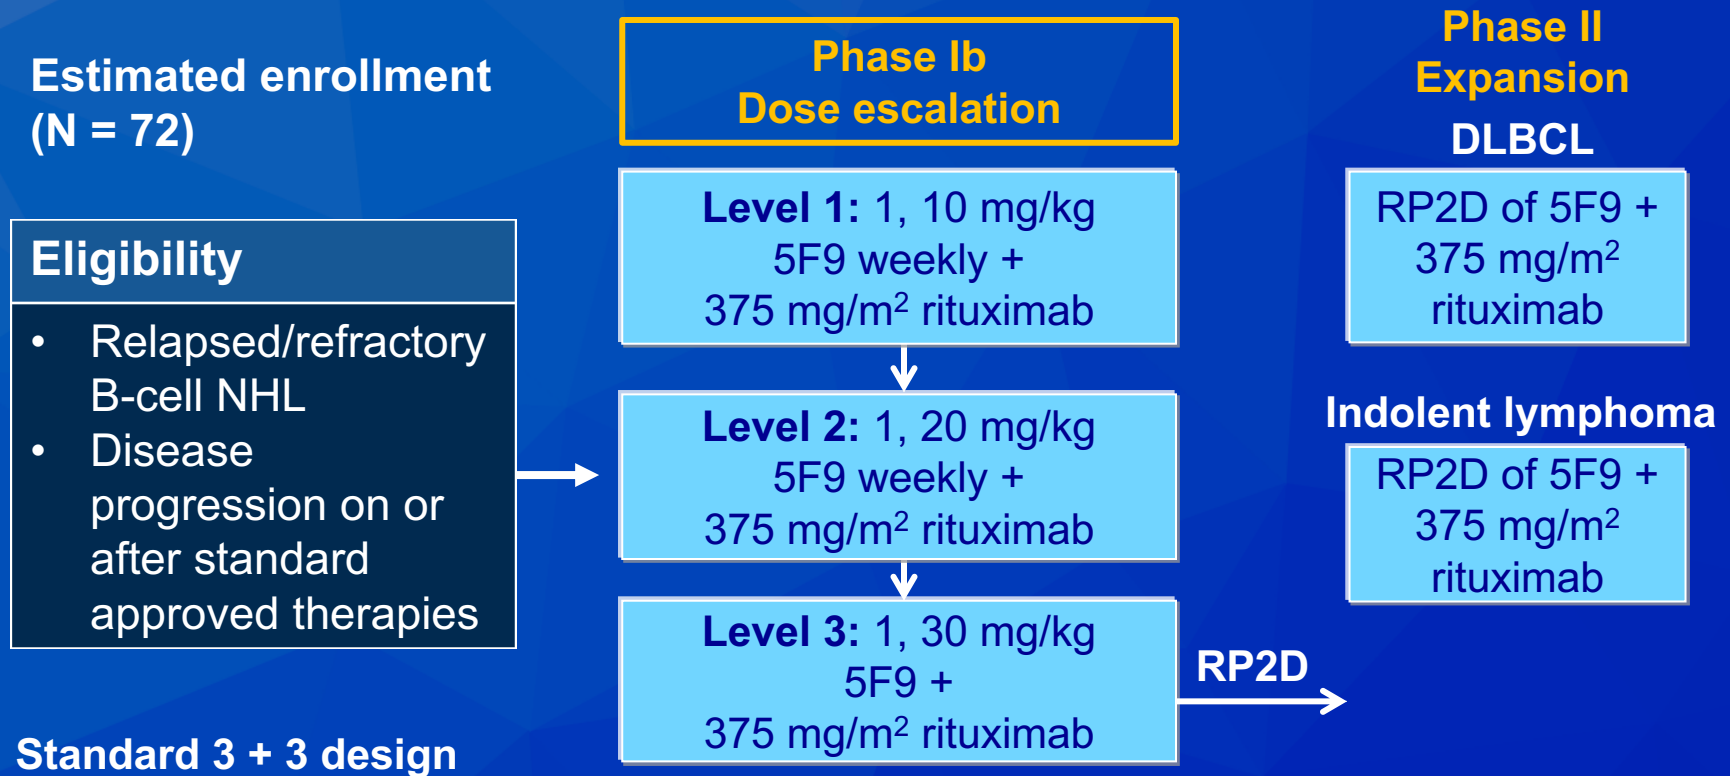 Estimated enrollment
(N = 72)
Eligibility
• Relapsed/refractory
B-cell NHL
• Disease
progression on or
after standard
approved therapies
Standard 3 + 3 design
Phase Ib
Dose escalation
Level 1: 1, 10 mg/kg
5F9 weekly +
375 mg/m² rituximab
Level 2: 1, 20 mg/kg
5F9 weekly +
375 mg/m² rituximab
Level 3: 1, 30 mg/kg
5F9 +
375 mg/m² rituximab
RP2D
Phase II
Expansion
DLBCL
RP2D of 5F9 +
375 mg/m²
rituximab
Indolent lymphoma
RP2D of 5F9 +
375 mg/m²
rituximab